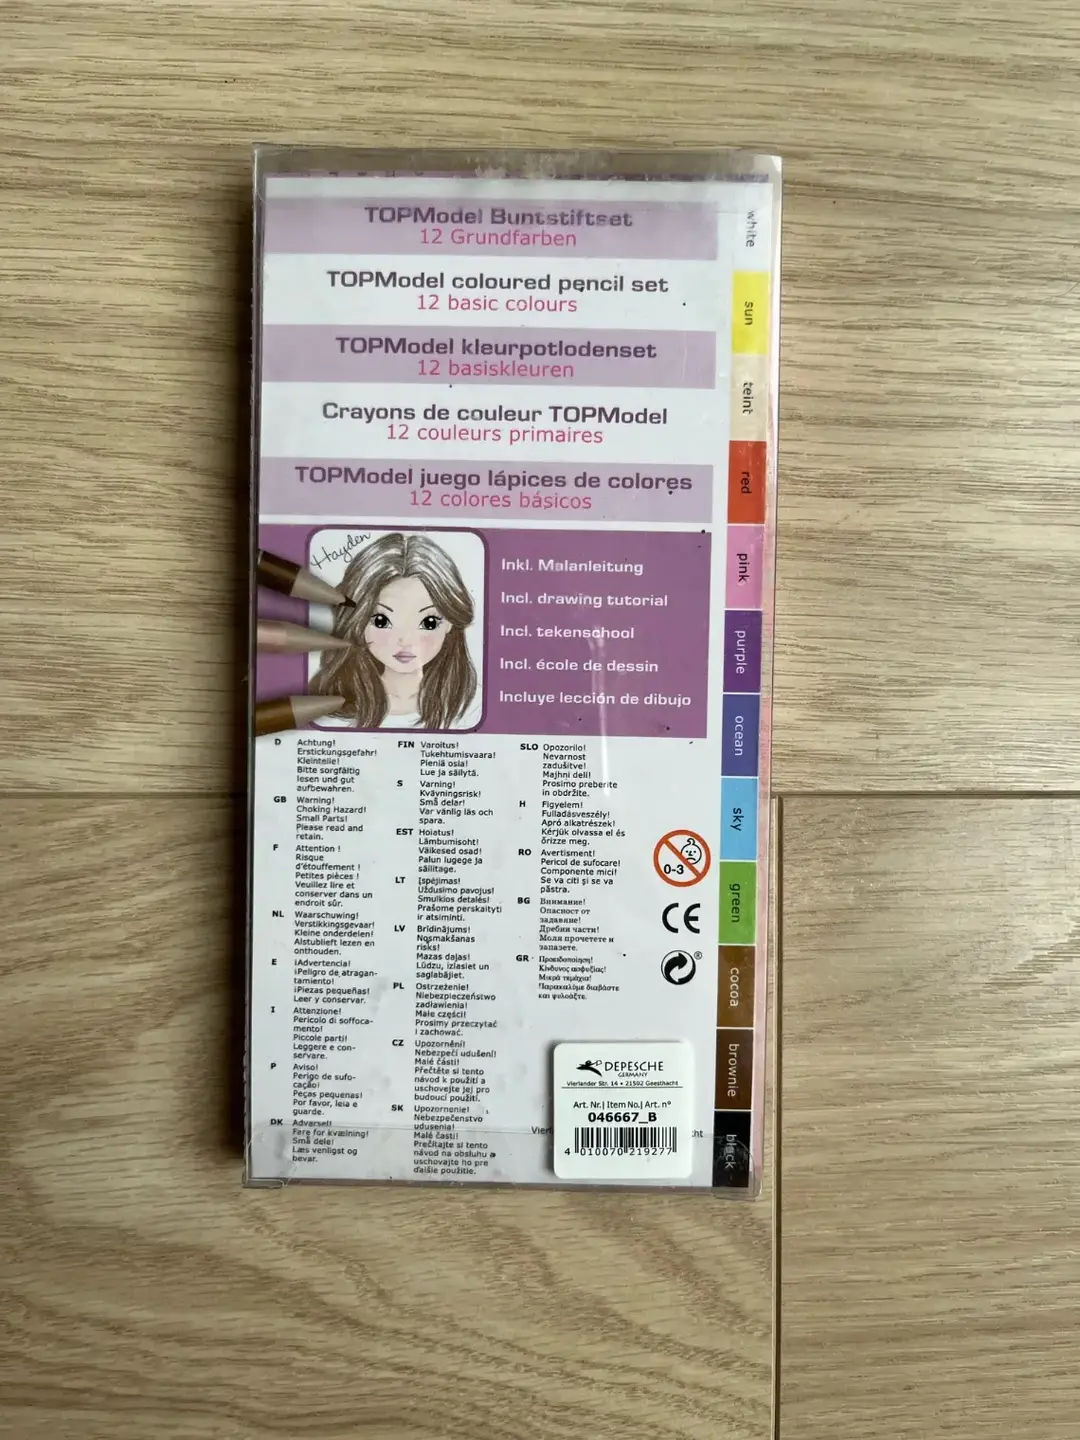 TOPModel Buntstiftset
12 Grundfarben
TOPModel coloured pencil set
12 basic colours
TOPModel kleurpotlodenset
12 basiskleuren
Crayons de couleur TOPModel
12 couleurs primaires
TOPModel juego lápices de colores
12 colores básicos
Hayden
Inkl. Malanleitung
Incl. drawing tutorial
Incl. tekenschool
Incl. école de dessin
Incluye lección de dibujo
D Achtung!
Erstickungsgefahr!
Kleinteile!
Bitte sorgfältig
lesen und gut
aufbewahren.
GB Warning!
Choking Hazard!
Small Parts!
Please read and
retain.
F Attention !
Risque
d'étouffement !
Petites pièces !
Veuillez lire et
conserver dans un
endroit sûr.
NL Waarschuwing!
Verstikkingsgevaar!
Kleine onderdelen!
Alstublieft lezen en
onthouden.
E ¡Advertencia!
¡Peligro de atragan-
tamiento!
¡Piezas pequeñas!
Leer y conservar.
I Attenzione!
Pericolo di soffoca-
mento!
Piccole parti!
Leggere e con-
servare.
P Aviso!
Perigo de sufo-
cação!
Peças pequenas!
Por favor, leia e
guarde.
DK Advarsel!
Fare for kvælning!
Små dele!
Læs venligst og
bevar.
FIN Varoitus!
Tukehtumisvaara!
Pieniä osia!
Lue ja säilytä.
S Varning!
Kvävningsrisk!
Små delar!
Var vänlig läs och
spara.
EST Hoiatus!
Lämbumisoht!
Väikesed osad!
Palun lugege ja
säilitage.
LT Įspėjimas!
Uždusimo pavojus!
Smulkios detalės!
Prašome perskaityti
ir atsiminti.
LV Brīdinājums!
Nosmakšanas
risks!
Mazas daļas!
Lūdzu, izlasiet un
saglabājiet.
PL Ostrzeżenie!
Niebezpieczeństwo
zadławienia!
Małe części!
Prosimy przeczytać
i zachować.
CZ Upozornění!
Nebezpečí udušení!
Malé části!
Přečtěte si tento
návod k použití a
uschovejte jej pro
budoucí použití.
SK Upozornenie!
Nebezpečenstvo
udusenia!
Malé časti!
Prečítajte si tento
návod na obsluhu a
uschovajte ho pre
ďalšie použitie.
SLO Opozorilo!
Nevarnost
zadušitve!
Majhni deli!
Prosimo preberite
in obdržite.
H Figyelem!
Fulladásveszély!
Apró alkatrészek!
Kérjük olvassa el és
őrizze meg.
RO Avertisment!
Pericol de sufocare!
Componente mici!
Se va citi şi se va
păstra.
BG Внимание!
Опасност от
задавяне!
Дребни части!
Моля прочетете и
запазете.
GR Προειδοποίηση!
Κίνδυνος ασφυξίας!
Μικρά τεμάχια!
Παρακαλούμε διαβάστε
και φυλάξτε.
0-3
CE
®
DEPESCHE
GERMANY
Vierlander Str. 14 • 21502 Geesthacht
Art. Nr.| Item No.| Art. n°
046667_B
4 010070 219277
white
sun
teint
red
pink
purple
ocean
sky
green
cocoa
brownie
black